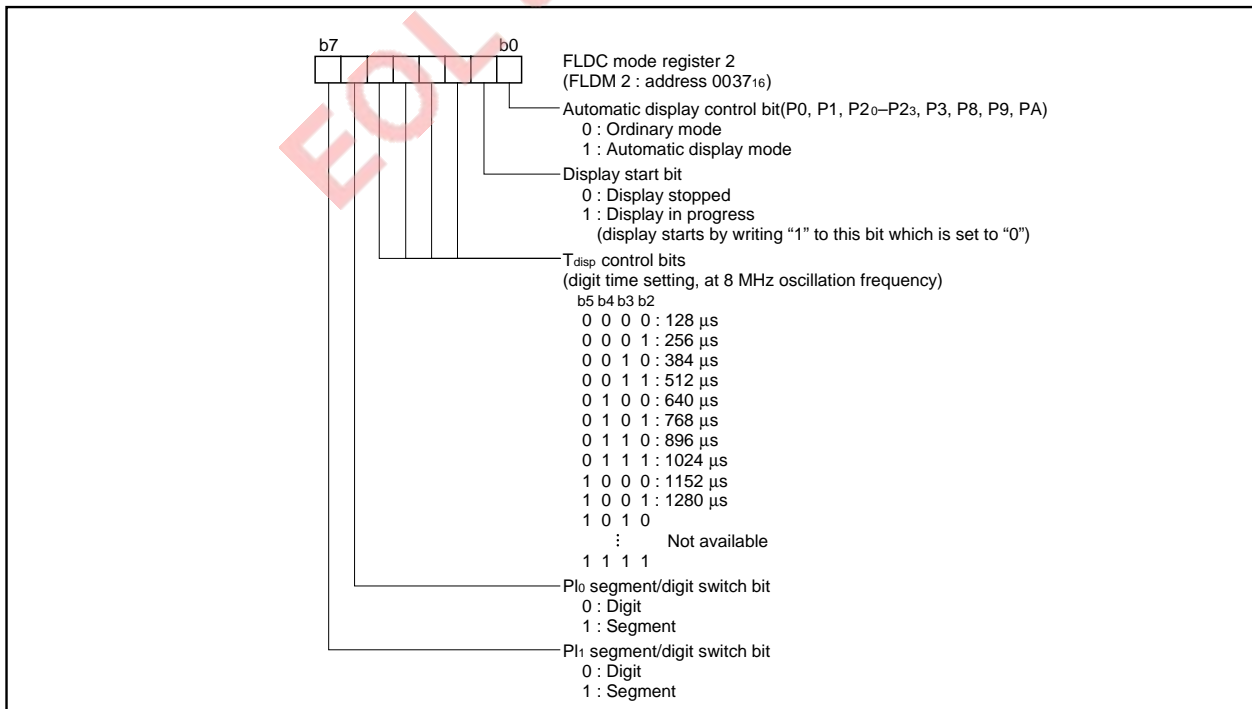 EOL
b7 b0
FLDC mode register 2
(FLDM 2 : address 003716)
Automatic display control bit(P0, P1, P20–P23, P3, P8, P9, PA)
0 : Ordinary mode
1 : Automatic display mode
Display start bit
0 : Display stopped
1 : Display in progress
(display starts by writing “1” to this bit which is set to “0”)
Tdisp control bits
(digit time setting, at 8 MHz oscillation frequency)
b5 b4 b3 b2
0 0 0 0 : 128 μs
0 0 0 1 : 256 μs
0 0 1 0 : 384 μs
0 0 1 1 : 512 μs
0 1 0 0 : 640 μs
0 1 0 1 : 768 μs
0 1 1 0 : 896 μs
0 1 1 1 : 1024 μs
1 0 0 0 : 1152 μs
1 0 0 1 : 1280 μs
1 0 1 0
⋮ Not available
1 1 1 1
PI0 segment/digit switch bit
0 : Digit
1 : Segment
PI1 segment/digit switch bit
0 : Digit
1 : Segment